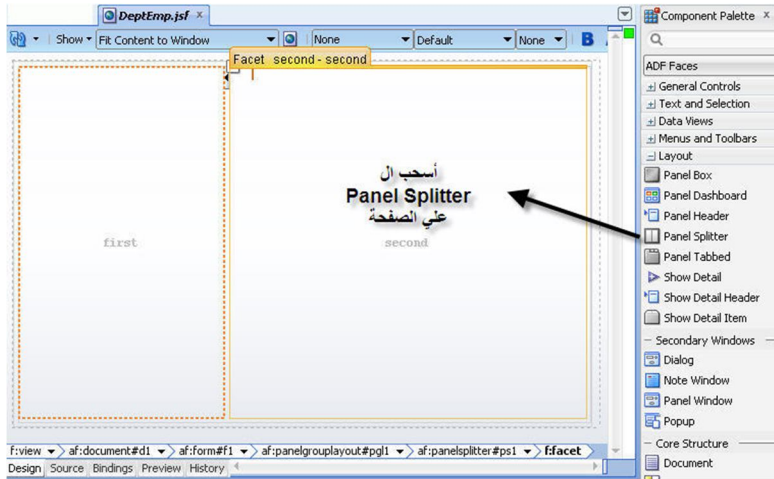 DeptEmp.jsf ×
Component Palette ×
Show Fit Content to Window None Default None B
Facet second - second
ADF Faces
General Controls
Text and Selection
Data Views
Menus and Toolbars
Layout
Panel Box
Panel Dashboard
Panel Header
Panel Splitter
Panel Tabbed
Show Detail
Show Detail Header
Show Detail Item
Secondary Windows
Dialog
Note Window
Panel Window
Popup
Core Structure
Document
أسحب ال
Panel Splitter
علي الصفحة
first
second
f:view af:document#d1 af:form#f1 af:panelgrouplayout#pgl1 af:panelsplitter#ps1 f:facet
Design Source Bindings Preview History